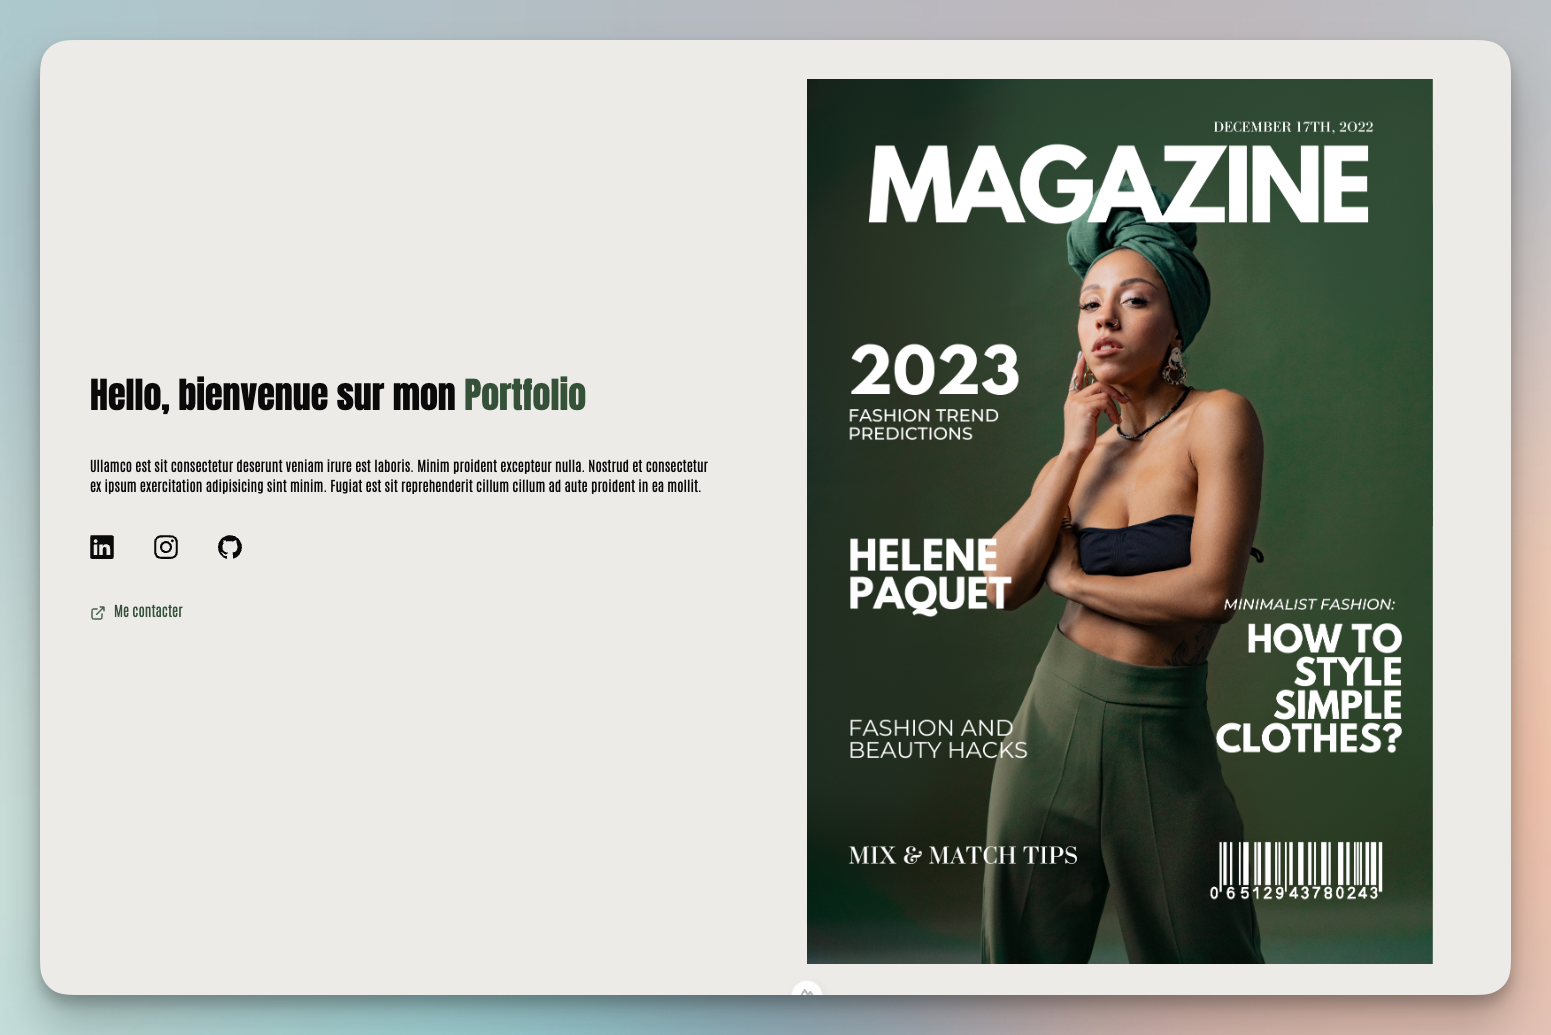 Hello, bienvenue sur mon Portfolio
Ullamco est sit consectetur deserunt veniam irure est laboris. Minim proident excepteur nulla. Nostrud et consectetur
ex ipsum exercitation adipisicing sint minim. Fugiat est sit reprehenderit cillum cillum ad aute proident in ea mollit.
in
Me contacter
DECEMBER 17TH, 2022
MAGAZINE
2023
FASHION TREND
PREDICTIONS
HELENE
PAQUET
MINIMALIST FASHION:
HOW TO
STYLE
SIMPLE
CLOTHES?
FASHION AND
BEAUTY HACKS
MIX & MATCH TIPS
0 65129 43780243